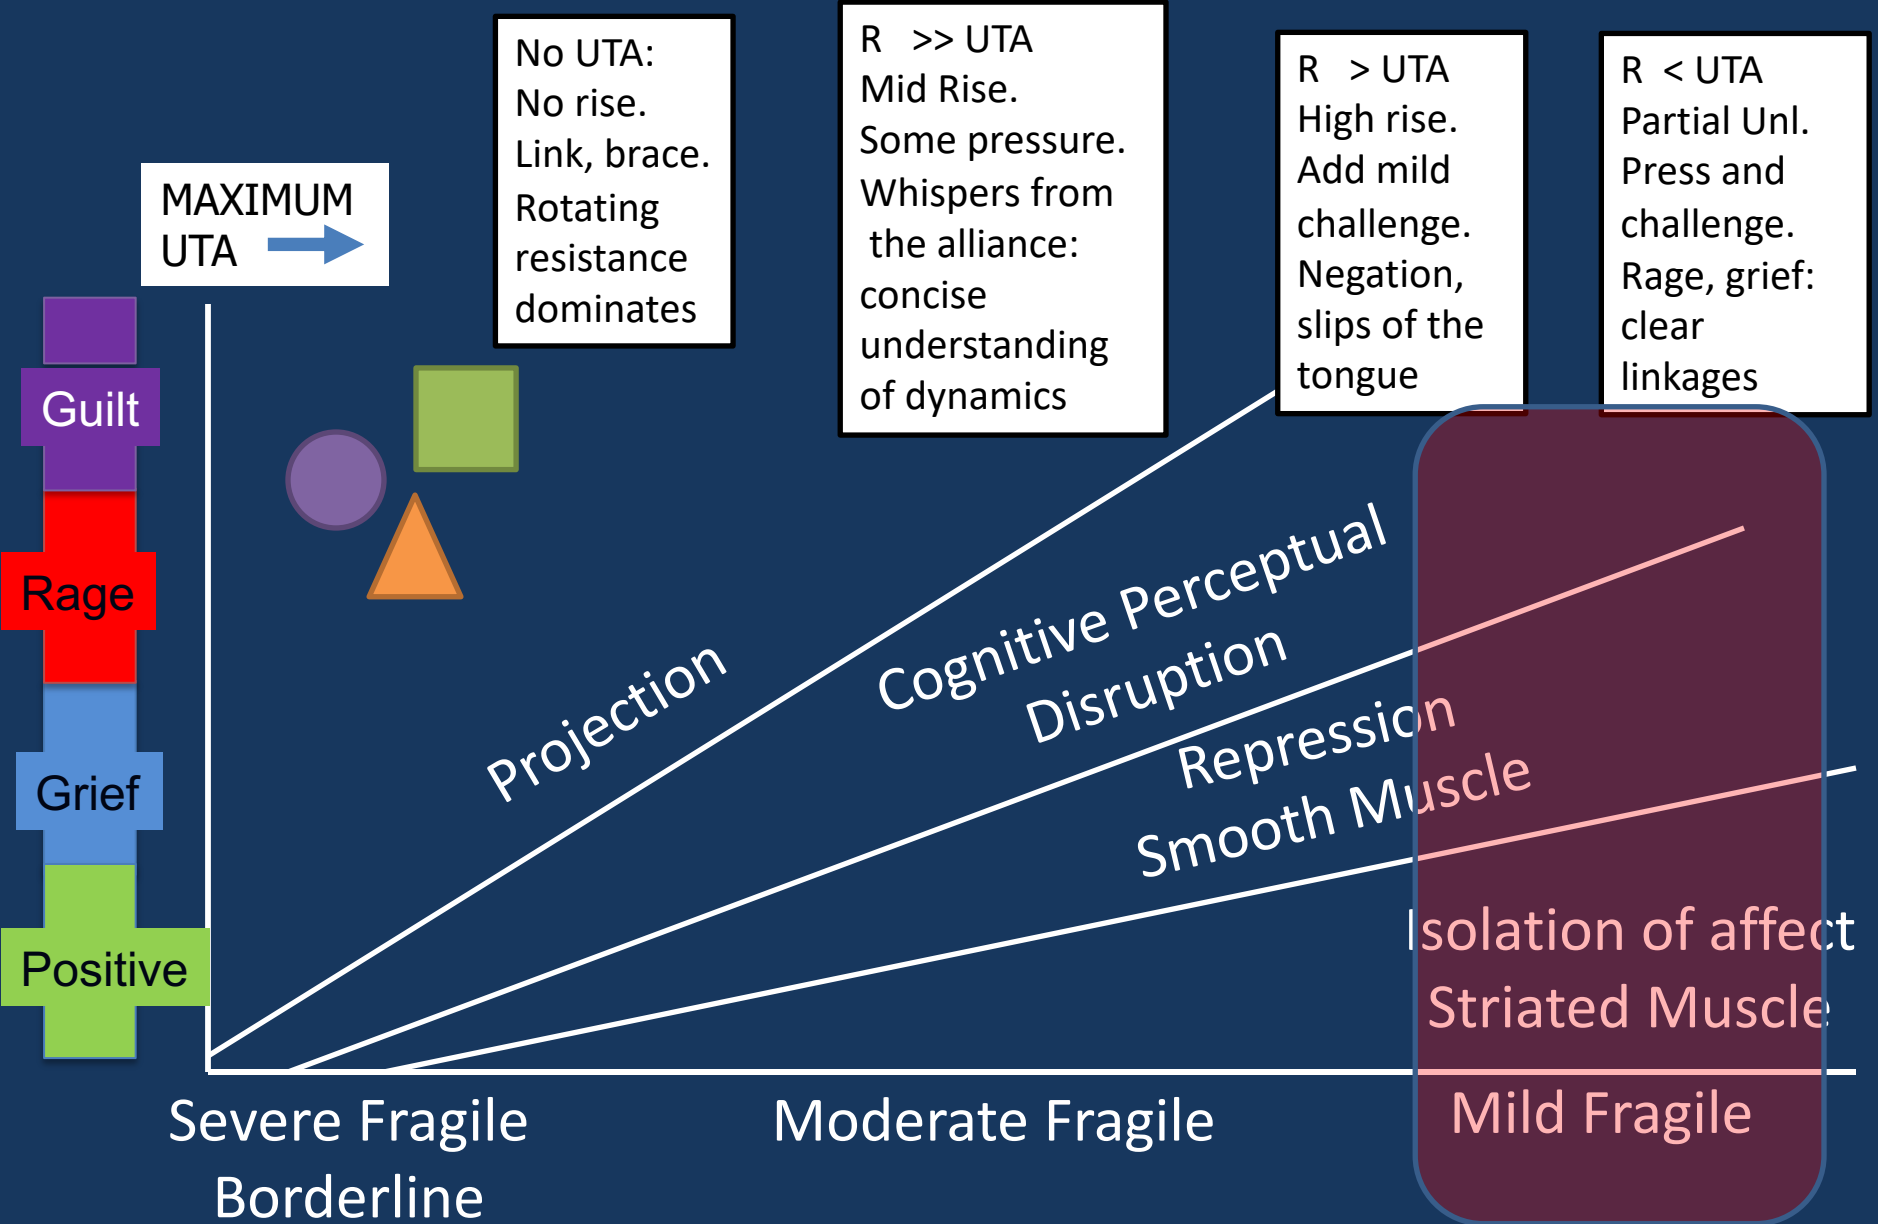 No UTA:
No rise.
Link, brace.
Rotating
resistance
dominates
R >> UTA
Mid Rise.
Some pressure.
Whispers from
the alliance:
concise
understanding
of dynamics
R > UTA
High rise.
Add mild
challenge.
Negation,
slips of the
tongue
R < UTA
Partial Unl.
Press and
challenge.
Rage, grief:
clear
linkages
MAXIMUM
UTA
Guilt
Rage
Grief
Positive
Projection
Cognitive Perceptual
Disruption
Repression
Smooth Muscle
Isolation of affect
Striated Muscle
Severe Fragile
Borderline
Moderate Fragile
Mild Fragile